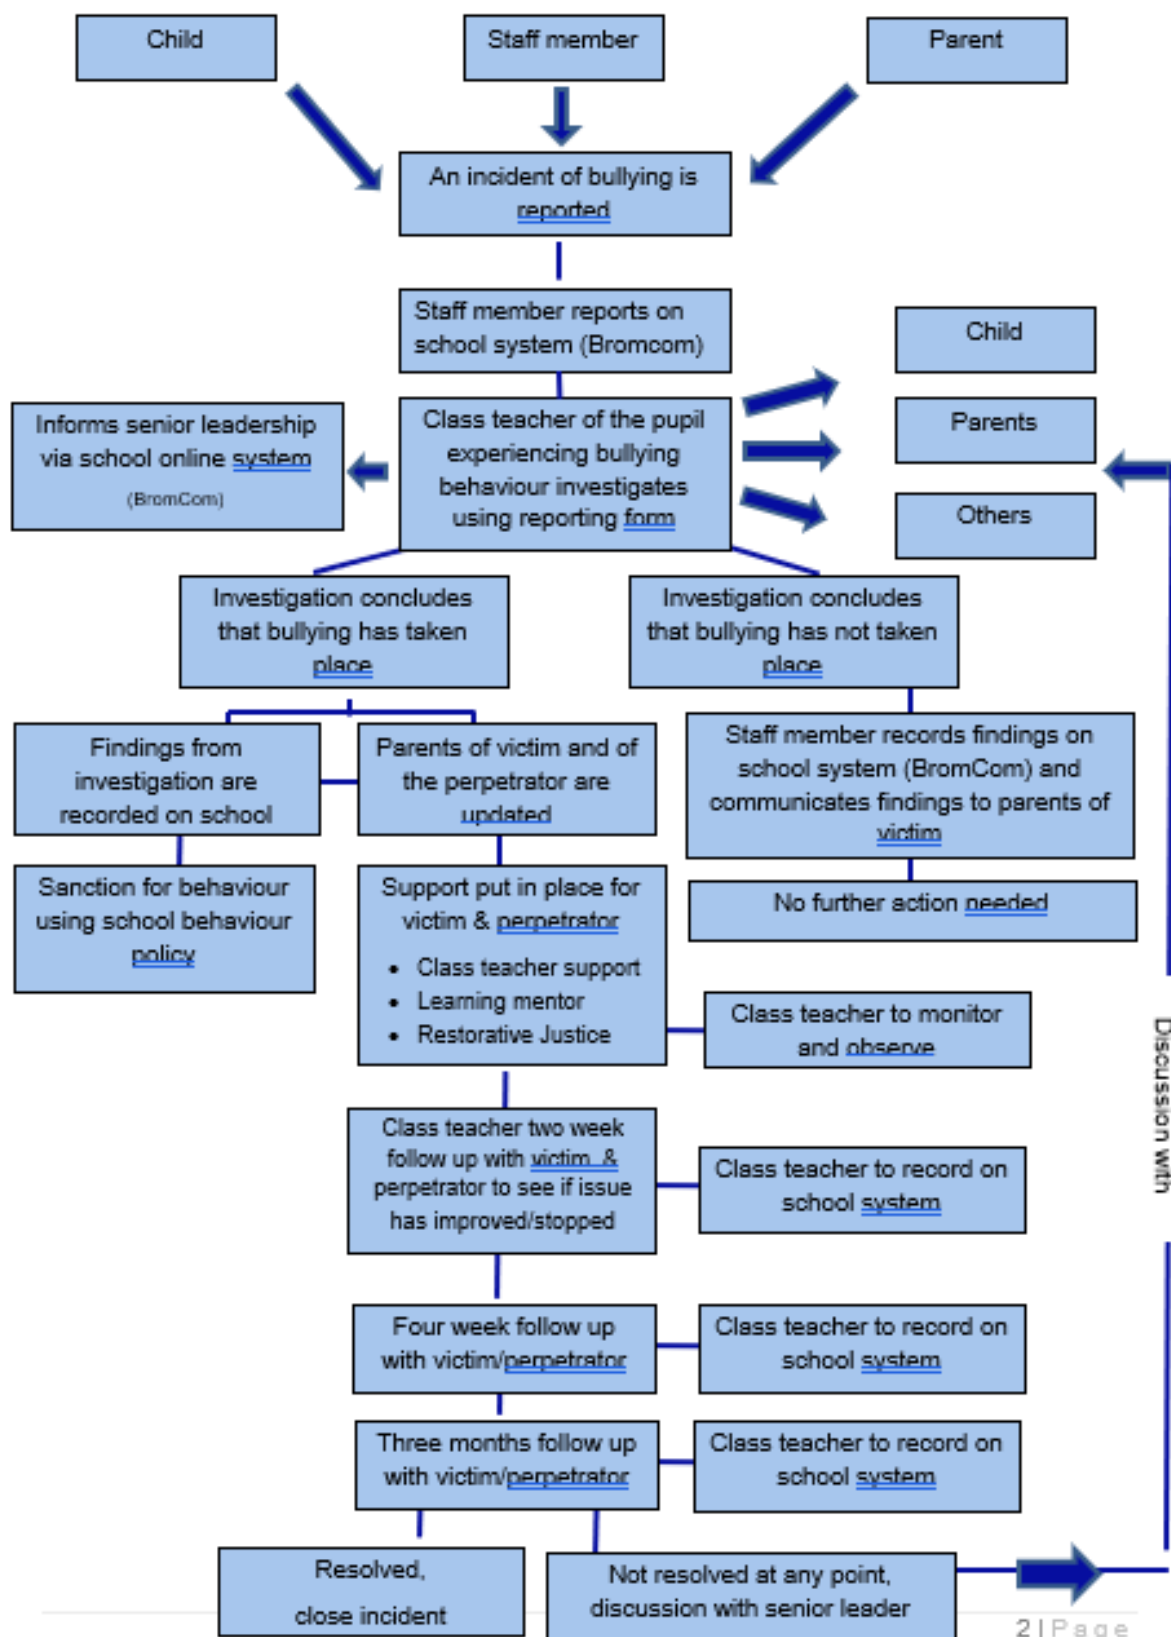 Child
Staff member
Parent
An incident of bullying is
reported
Staff member reports on
school system (Bromcom)
Child
Informs senior leadership
via school online system
(BromCom)
Class teacher of the pupil
experiencing bullying
behaviour investigates
using reporting form
Parents
Others
Investigation concludes
that bullying has taken
place
Investigation concludes
that bullying has not taken
place
Findings from
investigation are
recorded on school
Parents of victim and of
the perpetrator are
updated
Staff member records findings on
school system (BromCom) and
communicates findings to parents of
victim
Sanction for behaviour
using school behaviour
policy
Support put in place for
victim & perpetrator
• Class teacher support
• Learning mentor
• Restorative Justice
No further action needed
Class teacher to monitor
and observe
Discussion with
Class teacher two week
follow up with victim &
perpetrator to see if issue
has improved/stopped
Class teacher to record on
school system
Four week follow up
with victim/perpetrator
Class teacher to record on
school system
Three months follow up
with victim/perpetrator
Class teacher to record on
school system
Resolved,
close incident
Not resolved at any point,
discussion with senior leader
2 | Page